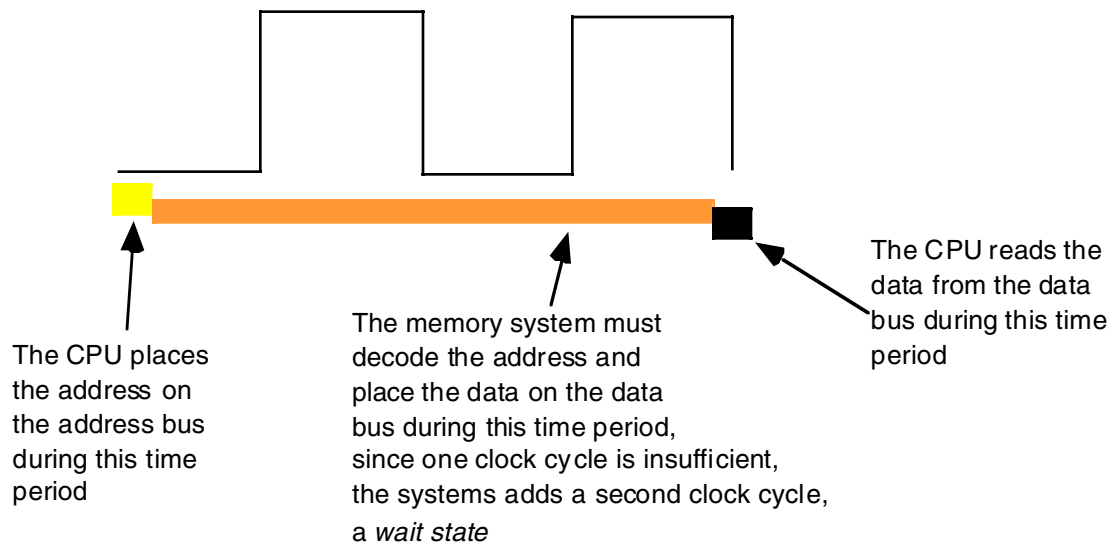 The CPU places
the address on
the address bus
during this time
period
The memory system must
decode the address and
place the data on the data
bus during this time period,
since one clock cycle is insufficient,
the systems adds a second clock cycle,
a wait state
The CPU reads the
data from the data
bus during this time
period